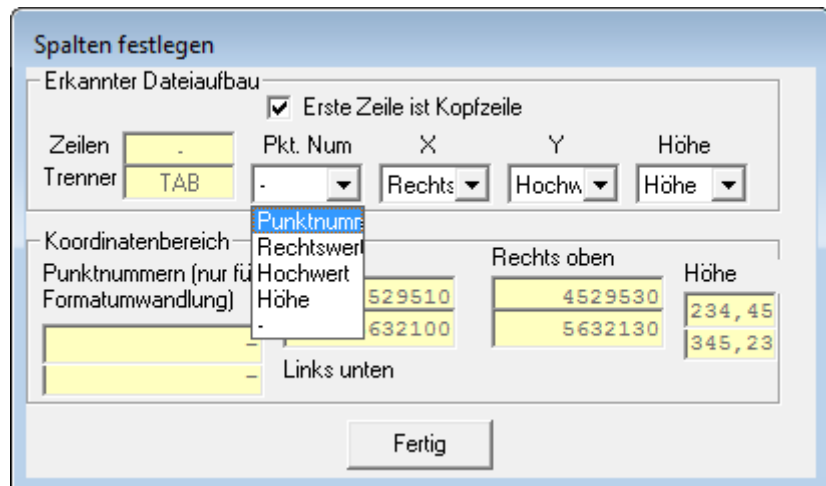 Spalten festlegen
Erkannter Dateiaufbau
Erste Zeile ist Kopfzeile
Zeilen - Pkt. Num X Y Höhe
Trenner TAB - Rechts Hochw Höhe
Punktnumm
Rechtswert
Hochwert
Höhe
-
Koordinatenbereich
Punktnummern (nur fü
Formatumwandlung)
-
-
529510
632100
Links unten
Rechts oben
4529530
5632130
Höhe
234,45
345,23
Fertig